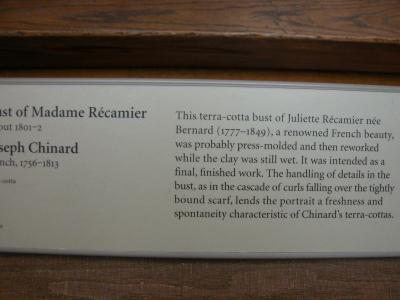 ust of Madame Récamier
out 1801–2
seph Chinard
nch, 1756–1813
-cotta
This terra-cotta bust of Juliette Récamier née
Bernard (1777–1849), a renowned French beauty,
was probably press-molded and then reworked
while the clay was still wet. It was intended as a
final, finished work. The handling of details in the
bust, as in the cascade of curls falling over the tightly
bound scarf, lends the portrait a freshness and
spontaneity characteristic of Chinard's terra-cottas.